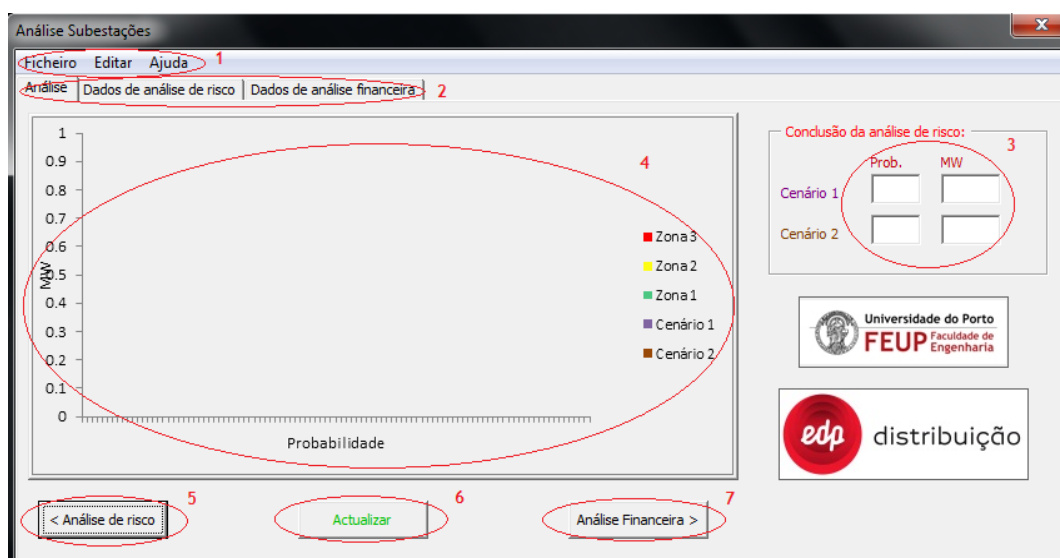 Análise Subestações
x
Ficheiro Editar Ajuda 1
Análise Dados de análise de risco Dados de análise financeira 2
1
0.9
0.8
0.7
0.6
0.5
0.4
0.3
0.2
0.1
0
MW
Probabilidade
4
Zona 3
Zona 2
Zona 1
Cenário 1
Cenário 2
Conclusão da análise de risco:
3
Prob. MW
Cenário 1
Cenário 2
Universidade do Porto
FEUP Faculdade de
Engenharia
edp distribuição
5
< Análise de risco
6
Actualizar
7
Análise Financeira >